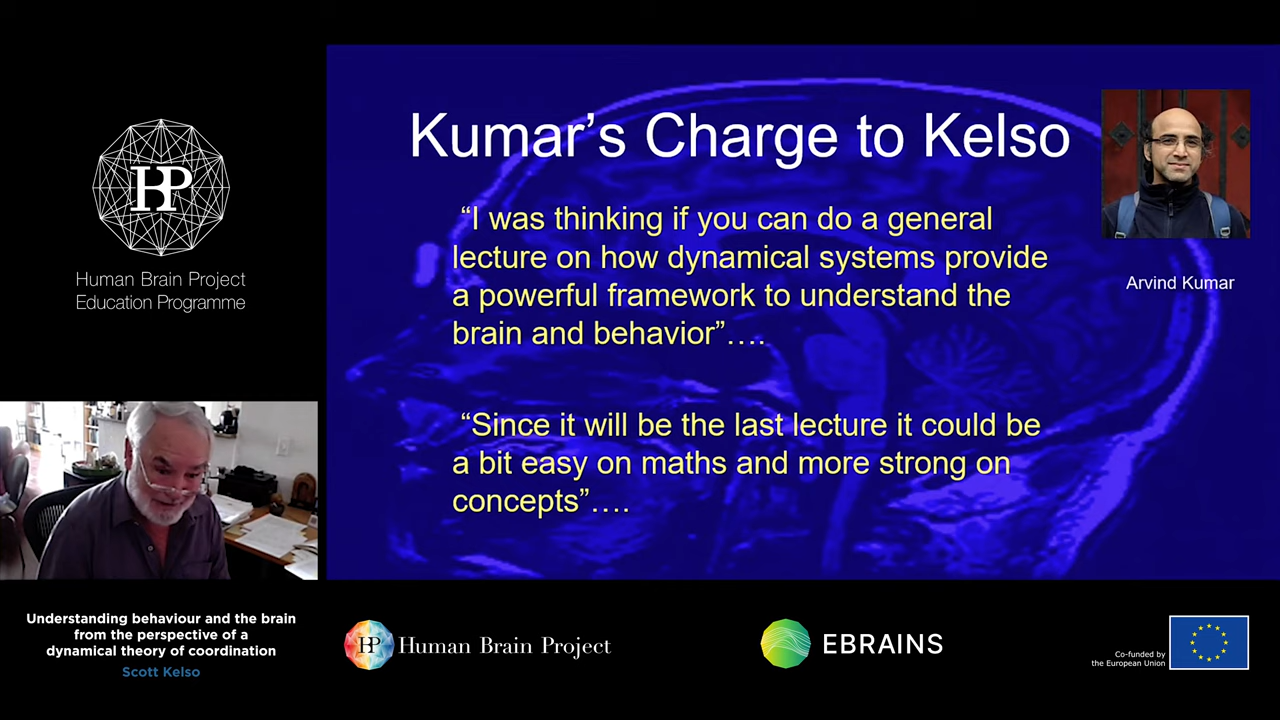 HP
Human Brain Project
Education Programme
Kumar’s Charge to Kelso
“I was thinking if you can do a general
lecture on how dynamical systems provide
a powerful framework to understand the
brain and behavior”….
“Since it will be the last lecture it could be
a bit easy on maths and more strong on
concepts”….
Arvind Kumar
Understanding behaviour and the brain
from the perspective of a
dynamical theory of coordination
Scott Kelso
HP Human Brain Project
EBRAINS
Co-funded by
the European Union